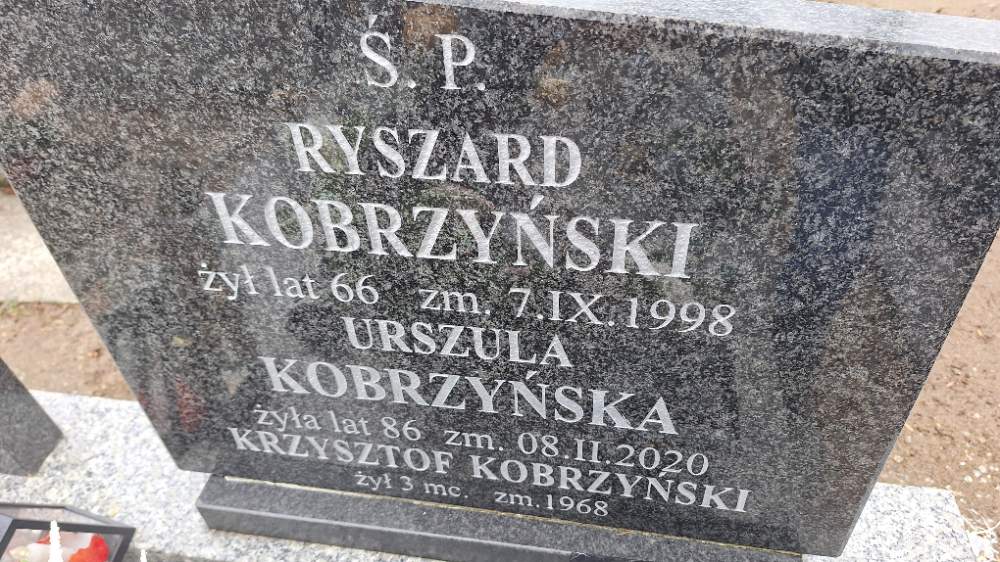 Ś. P.
RYSZARD
KOBRZYŃSKI
żył lat 66 zm. 7.IX.1998
URSZULA
KOBRZYŃSKA
żyła lat 86 zm. 08.II.2020
KRZYSZTOF KOBRZYŃSKI
żył 3 mc. zm.1968